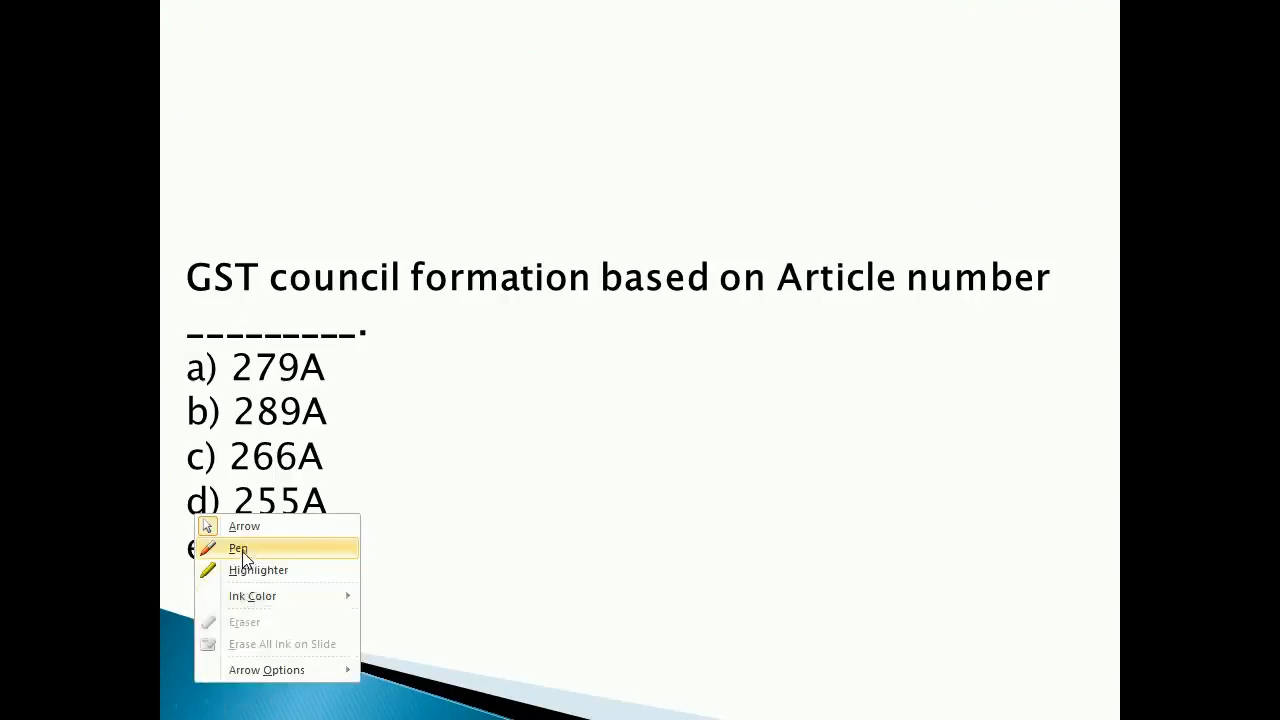 GST council formation based on Article number
_________.
a) 279A
b) 289A
c) 266A
d) 255A
Arrow
Pen
Highlighter
Ink Color
Eraser
Erase All Ink on Slide
Arrow Options